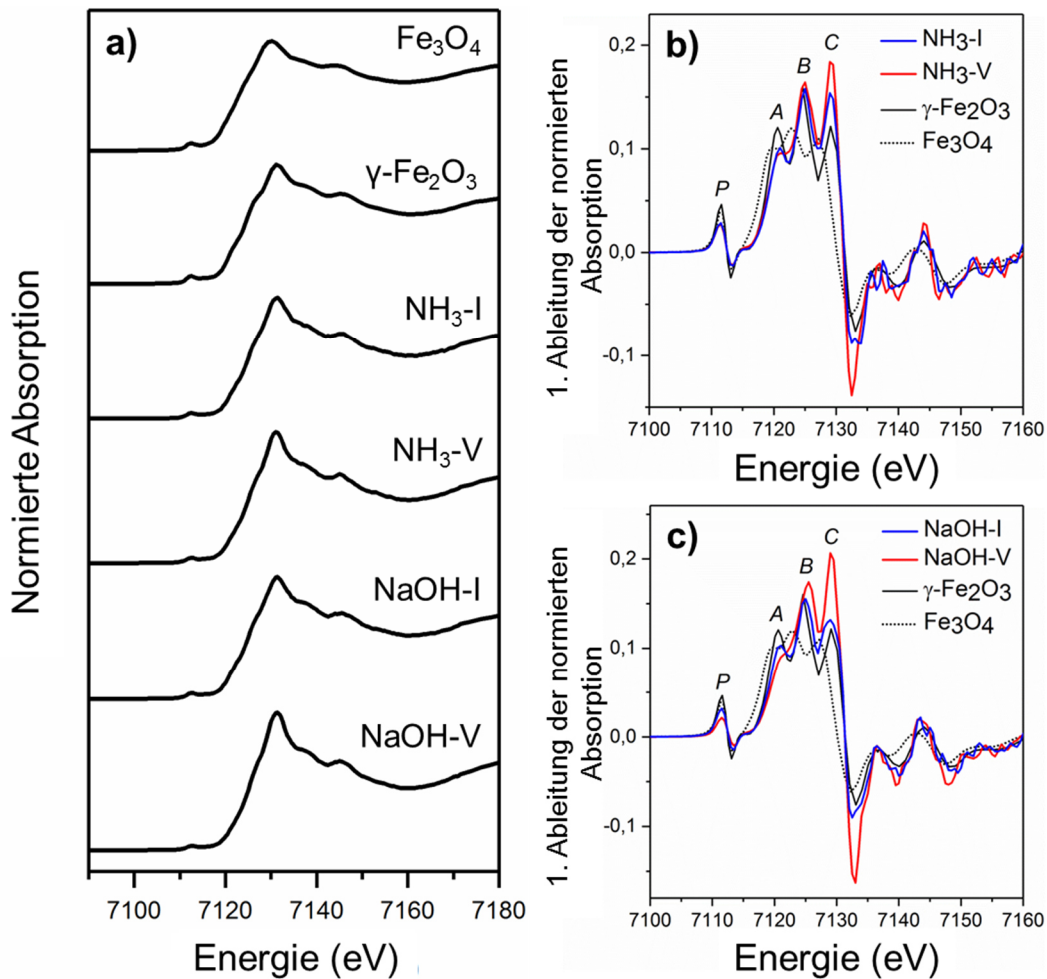 a)
Fe3O4
γ-Fe2O3
NH3-I
NH3-V
NaOH-I
NaOH-V
Normierte Absorption
7100 7120 7140 7160 7180
Energie (eV)
b)
NH3-I
NH3-V
γ-Fe2O3
Fe3O4
P
A
B
C
0,2
0,1
0,0
-0,1
1. Ableitung der normierten
Absorption
7100 7110 7120 7130 7140 7150 7160
Energie (eV)
c)
NaOH-I
NaOH-V
γ-Fe2O3
Fe3O4
P
A
B
C
0,2
0,1
0,0
-0,1
1. Ableitung der normierten
Absorption
7100 7110 7120 7130 7140 7150 7160
Energie (eV)